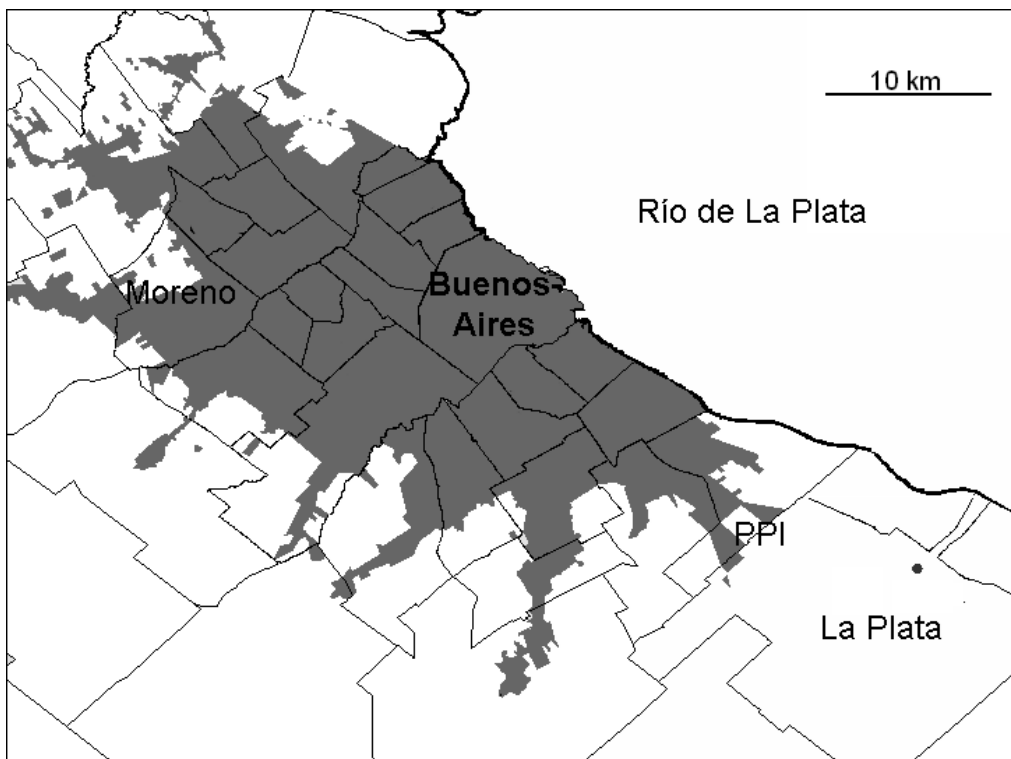 10 km
Río de La Plata
Moreno
Buenos-
Aires
PPI
La Plata